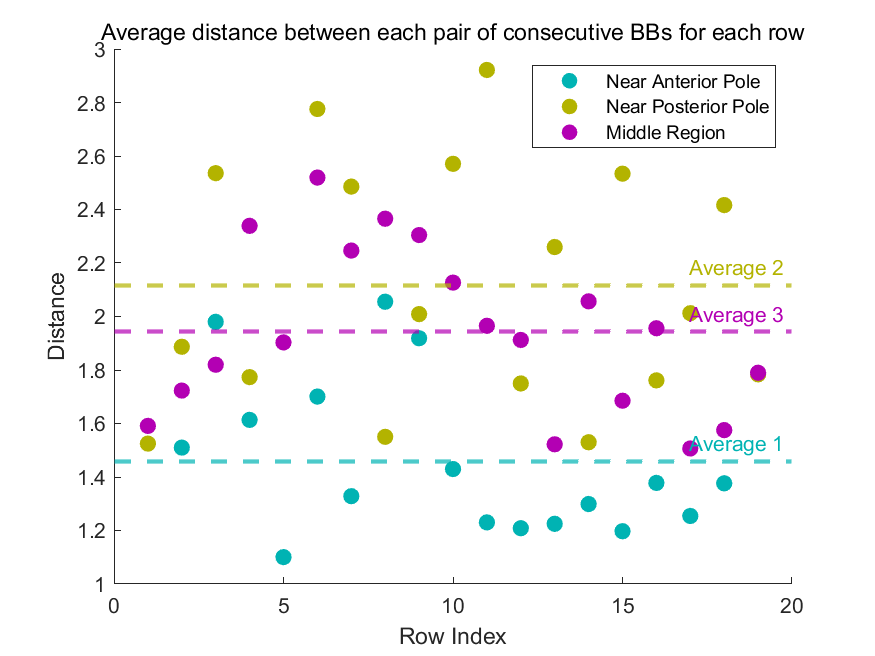 Average distance between each pair of consecutive BBs for each row
3
2.8
2.6
2.4
2.2
2
1.8
1.6
1.4
1.2
1
Distance
Near Anterior Pole
Near Posterior Pole
Middle Region
Average 2
Average 3
Average 1
0
5
10
15
20
Row Index